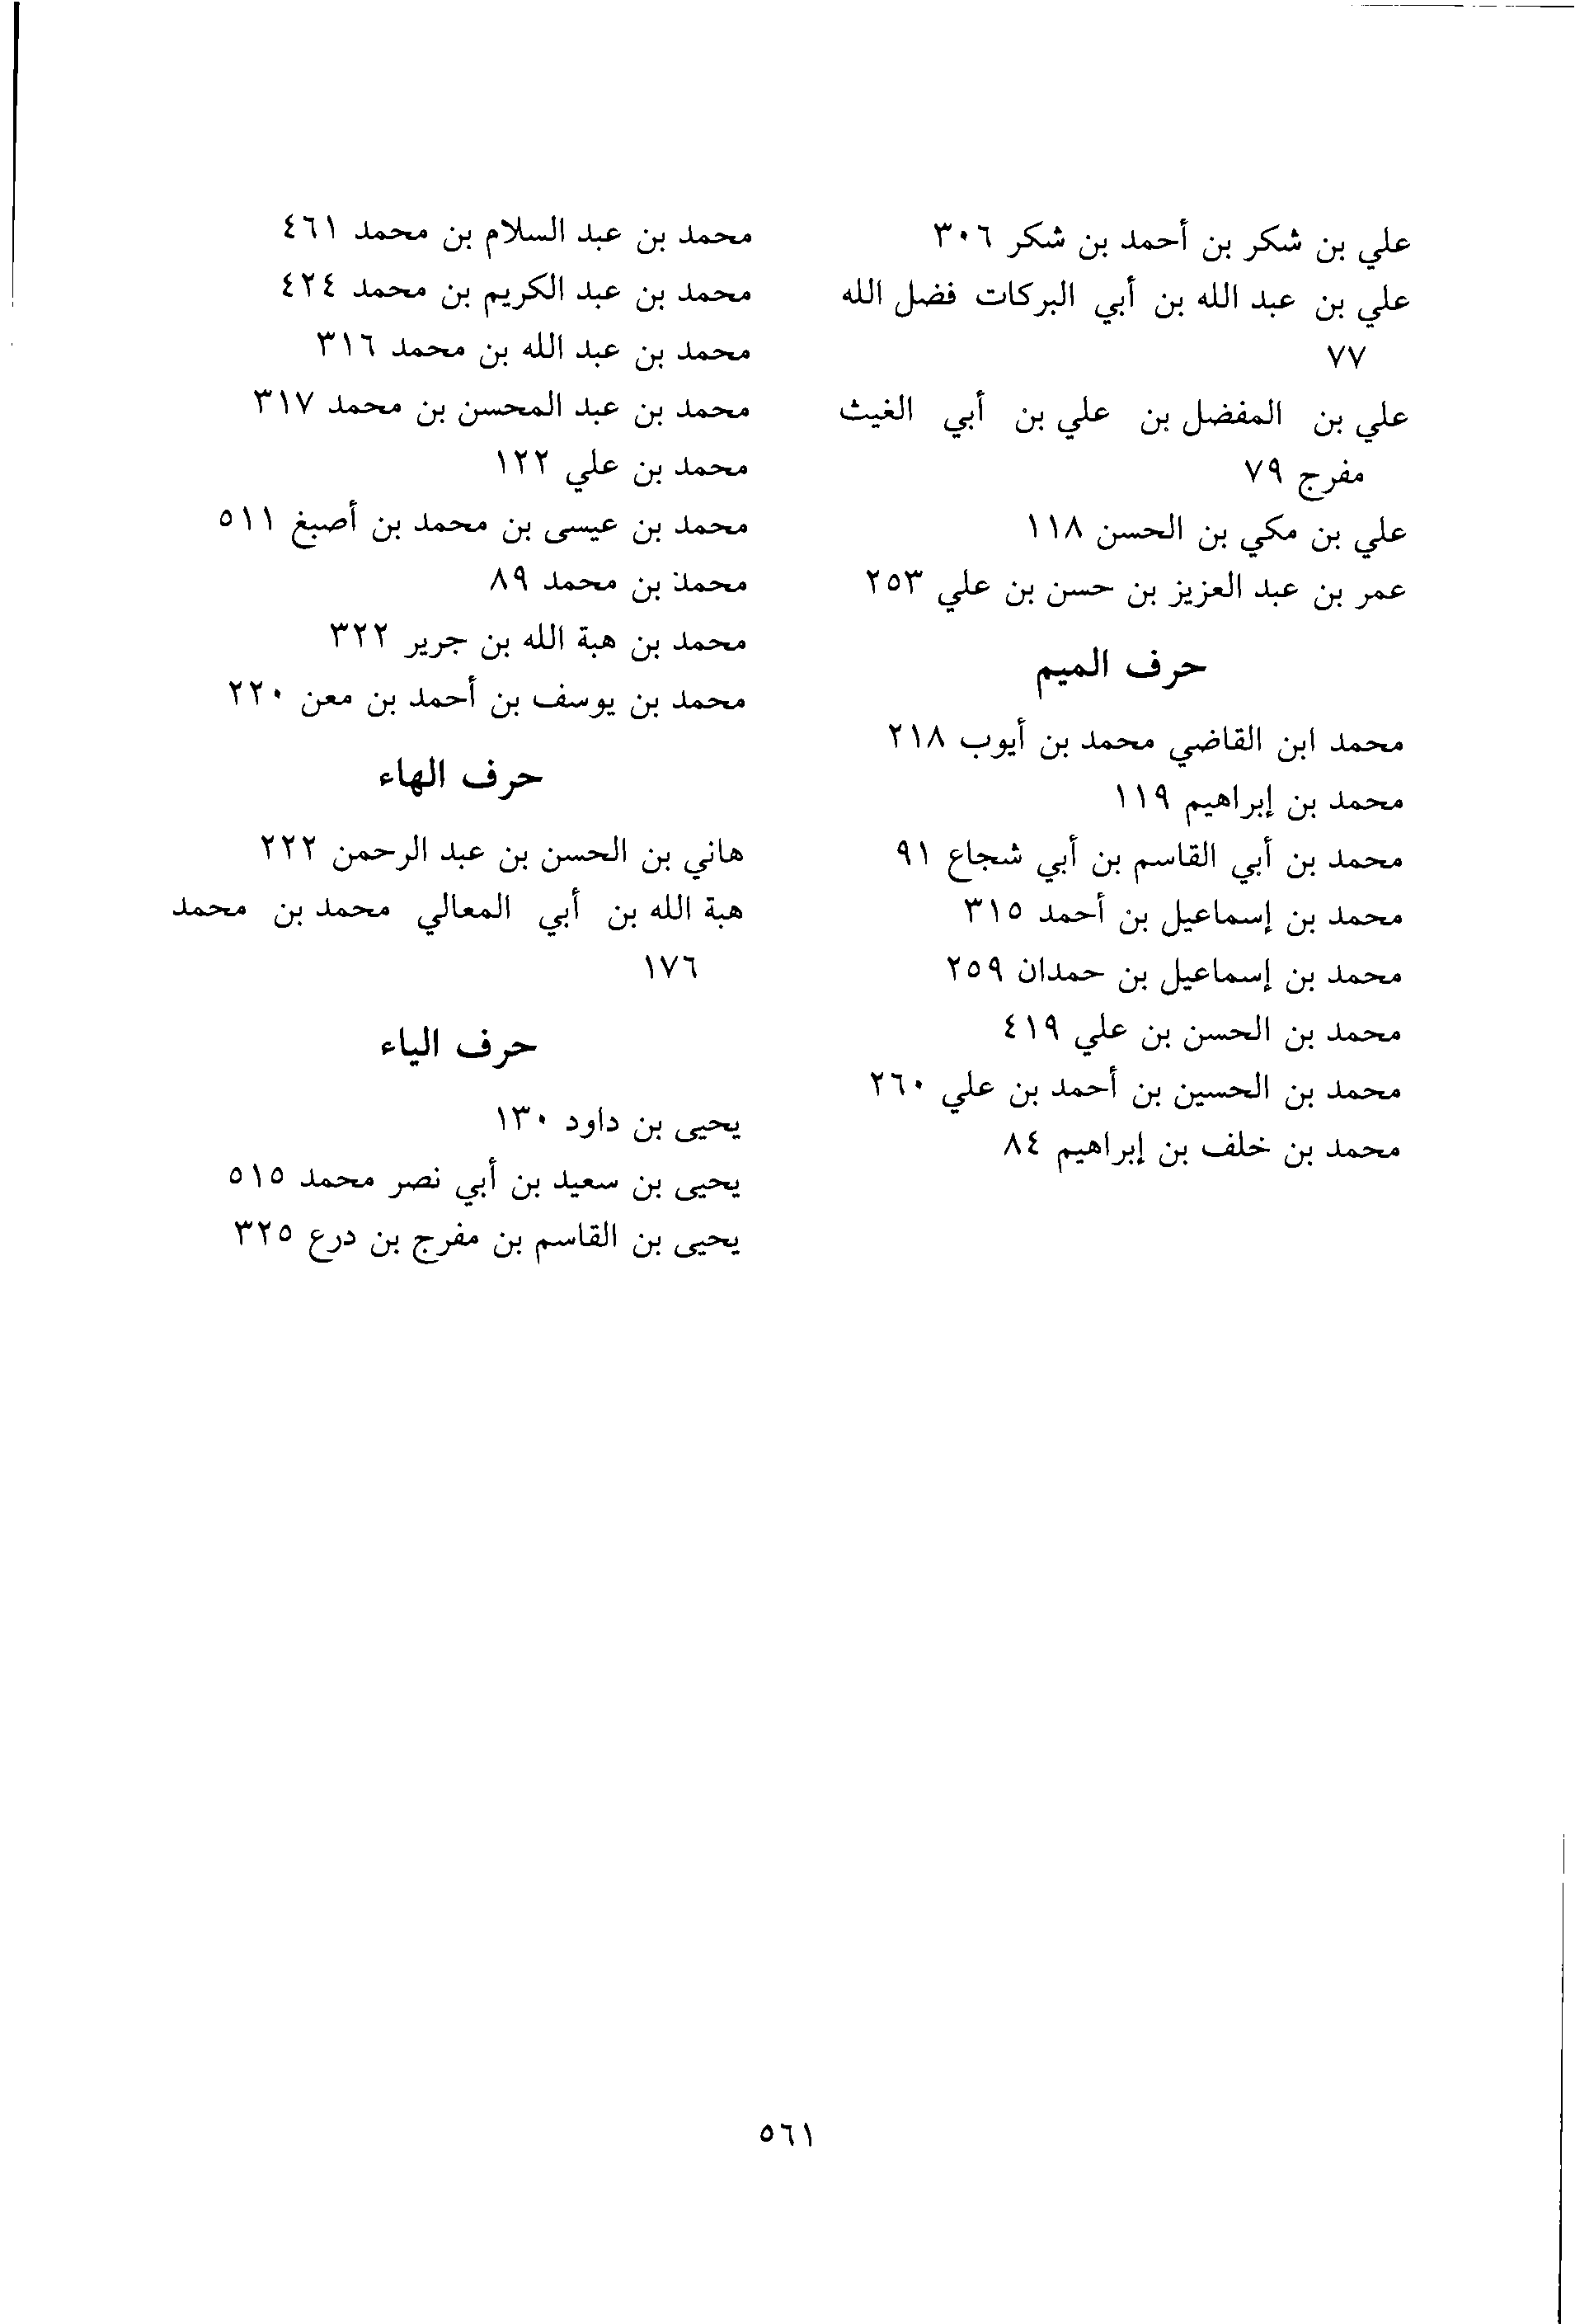 علي بن شكر بن أحمد بن شكر ٣٠٦
علي بن عبد الله بن أبي البركات فضل الله
٧٧
علي بن المفضل بن علي بن أبي الغيث
مفرج ٧٩
علي بن مكي بن الحسن ١١٨
عمر بن عبد العزيز بن حسن بن علي ٢٥٣
حرف الميم
محمد ابن القاضي محمد بن أيوب ٢١٨
محمد بن إبراهيم ١١٩
محمد بن أبي القاسم بن أبي شجاع ٩١
محمد بن إسماعيل بن أحمد ٣١٥
محمد بن إسماعيل بن حمدان ٢٥٩
محمد بن الحسن بن علي ٤١٩
محمد بن الحسين بن أحمد بن علي ٢٦٠
محمد بن خلف بن إبراهيم ٨٤
محمد بن عبد السلام بن محمد ٤٦١
محمد بن عبد الكريم بن محمد ٤٢٤
محمد بن عبد الله بن محمد ٣١٦
محمد بن عبد المحسن بن محمد ٣١٧
محمد بن علي ١٢٢
محمد بن عيسى بن محمد بن أصبغ ٥١١
محمد بن محمد ٨٩
محمد بن هبة الله بن جرير ٣٢٢
محمد بن يوسف بن أحمد بن معن ٢٢٠
حرف الهاء
هاني بن الحسن بن عبد الرحمن ٢٢٢
هبة الله بن أبي المعالي محمد بن محمد
١٧٦
حرف الياء
يحيى بن داود ١٣٠
يحيى بن سعيد بن أبي نصر محمد ٥١٥
يحيى بن القاسم بن مفرج بن درع ٣٢٥
٥٦١